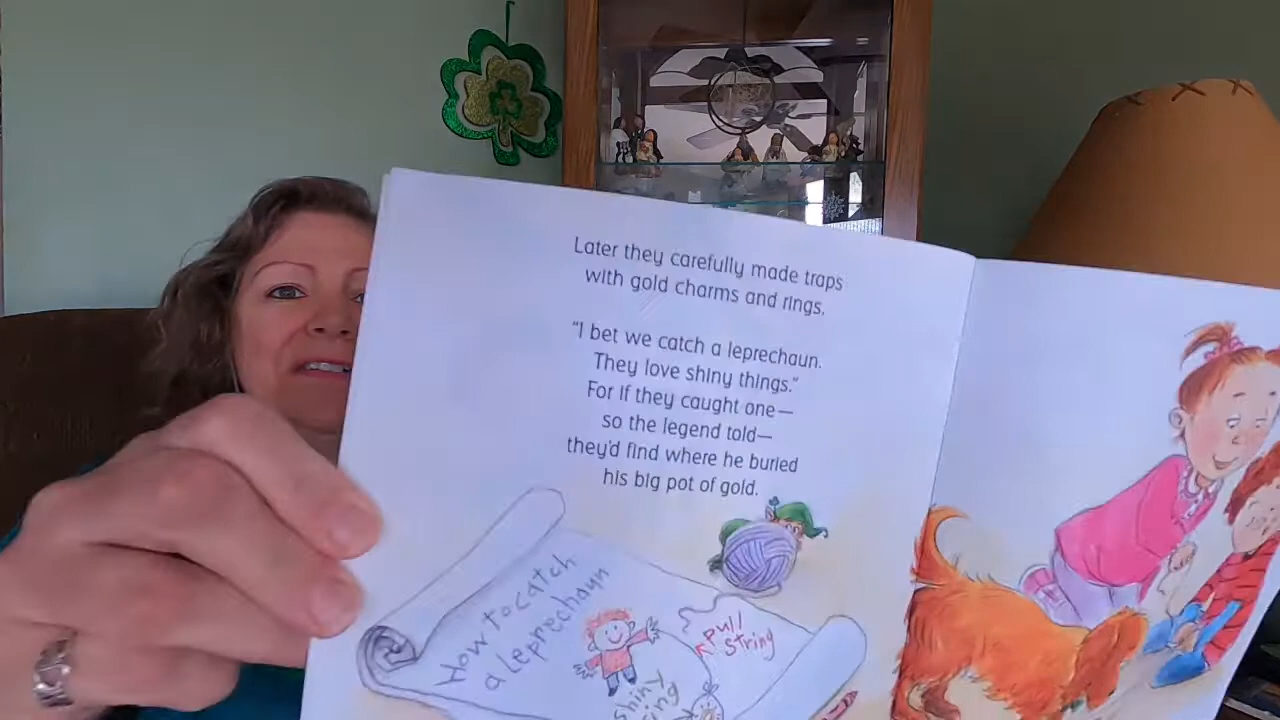 Later they carefully made traps
with gold charms and rings.
"I bet we catch a leprechaun.
They love shiny things."
For if they caught one—
so the legend told—
they'd find where he buried
his big pot of gold.
How to catch
a leprechaun
pull
string
shiny
ring